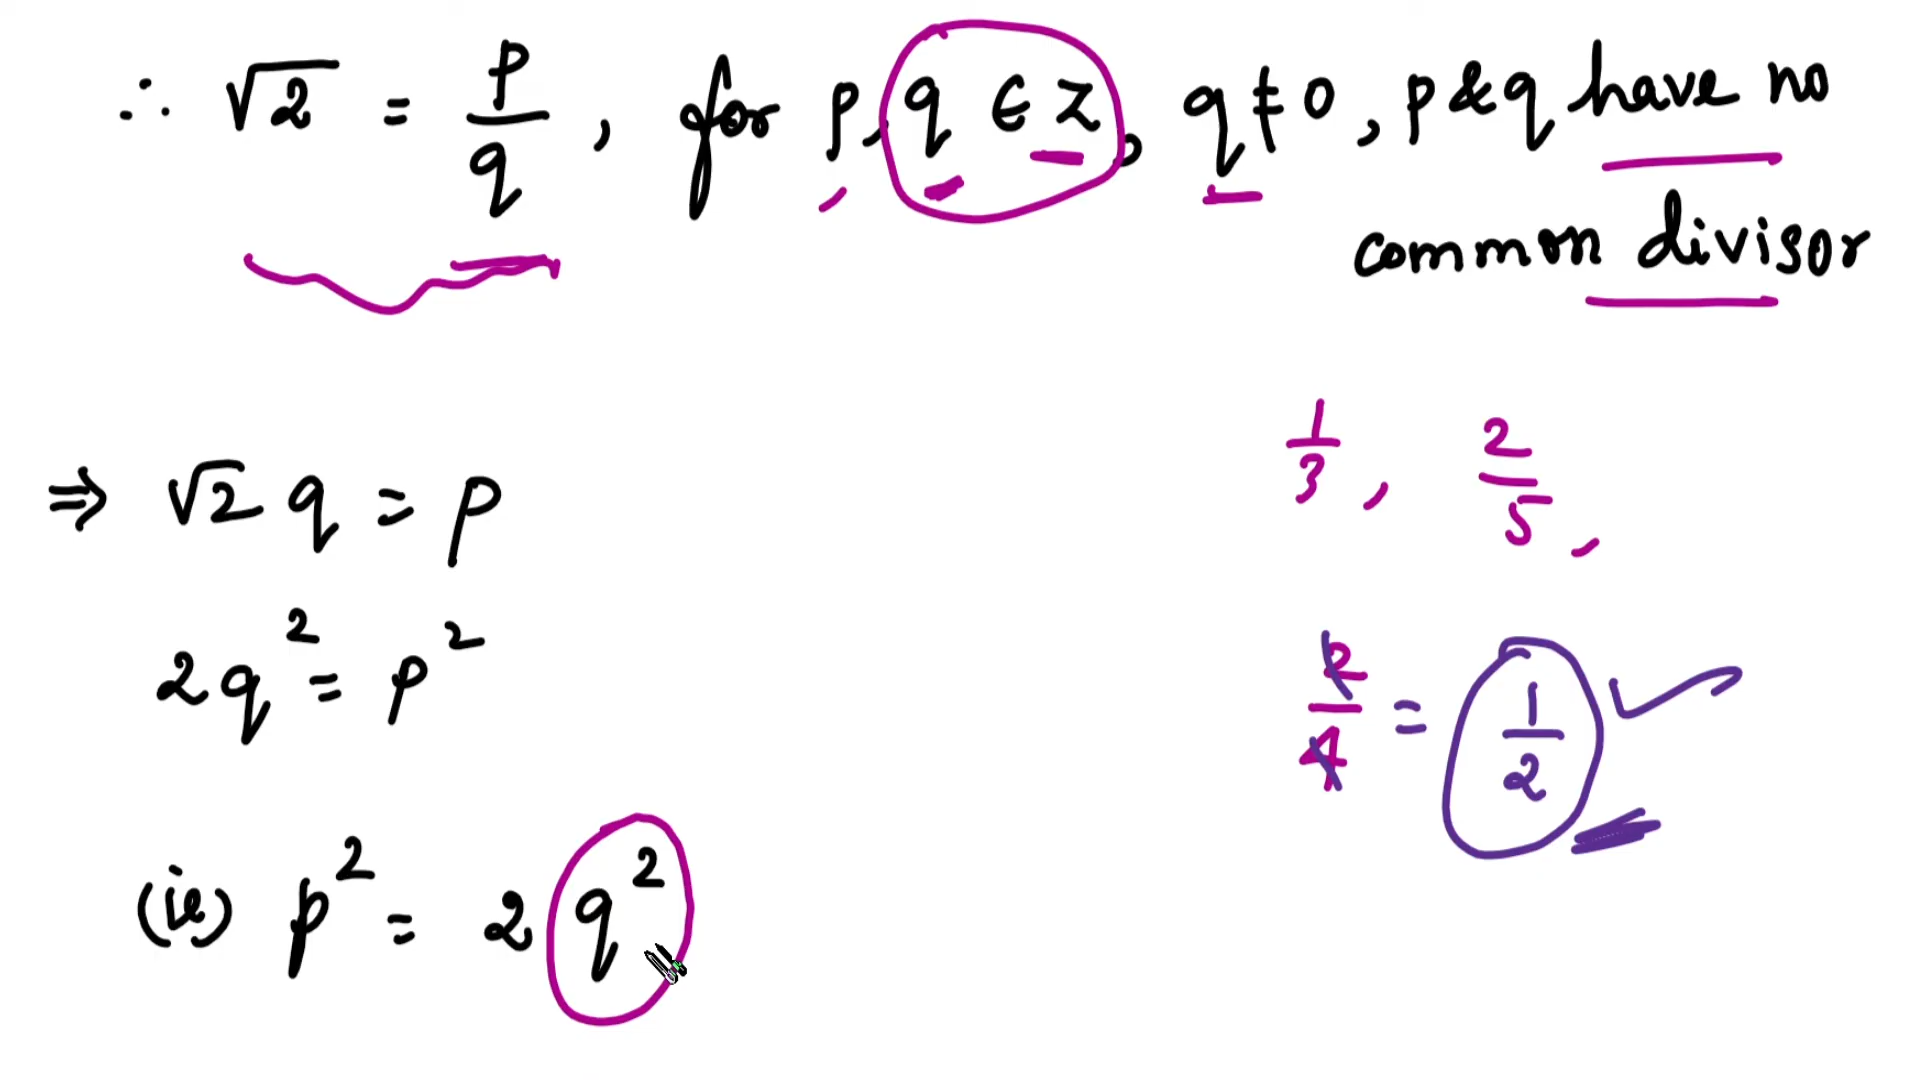 ∴ √2 = p/q, for p, q ∈ Z, q ≠ 0, p & q have no
common divisor
1/3, 2/5,
⇒ √2 q = p
2q² = p²
2/4 = 1/2
(ie) p² = 2q²